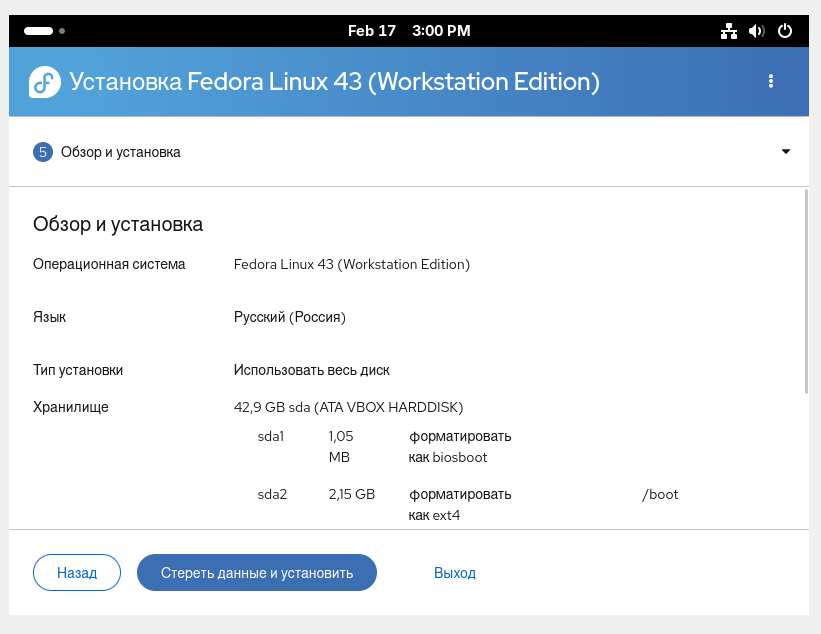 Feb 17 3:00 PM
Установка Fedora Linux 43 (Workstation Edition)
5 Обзор и установка
Обзор и установка
Операционная система Fedora Linux 43 (Workstation Edition)
Язык Русский (Россия)
Тип установки Использовать весь диск
Хранилище 42,9 GB sda (ATA VBOX HARDDISK)
sda1 1,05 форматировать
MB как biosboot
sda2 2,15 GB форматировать /boot
как ext4
Назад Стереть данные и установить Выход